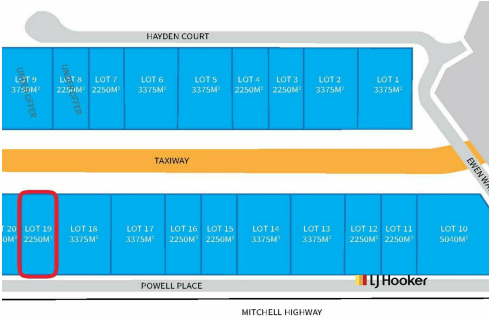 HAYDEN COURT
LOT 9
3750M²
UNDER OFFER
LOT 8
2250M²
UNDER OFFER
LOT 7
2250M²
LOT 6
3375M²
LOT 5
3375M²
LOT 4
2250M²
LOT 3
2250M²
LOT 2
3375M²
LOT 1
3375M²
TAXIWAY
EWEN WA
T 20
0M²
LOT 19
2250M²
LOT 18
3375M²
LOT 17
3375M²
LOT 16
2250M²
LOT 15
2250M²
LOT 14
3375M²
LOT 13
3375M²
LOT 12
2250M²
LOT 11
2250M²
LOT 10
5040M²
POWELL PLACE
LJ Hooker
MITCHELL HIGHWAY